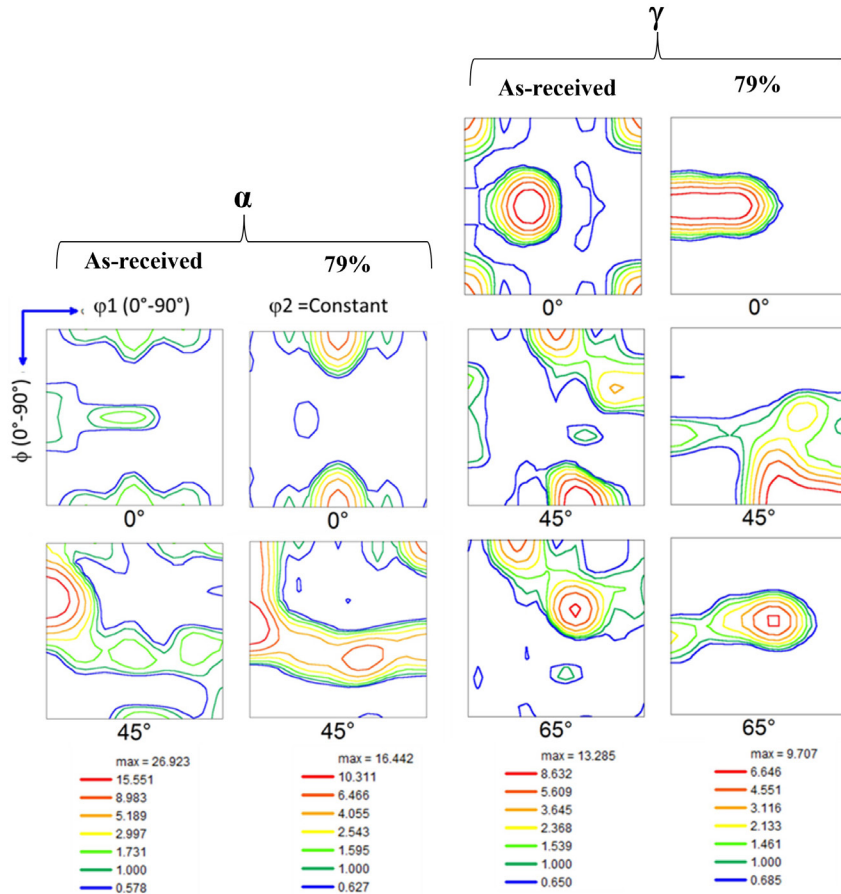 γ
As-received 79%
0° 0°
α
As-received 79%
φ1 (0°-90°) φ2 =Constant
ϕ (0°-90°)
0° 0° 45° 45°
45° 45° 65° 65°
max = 26.923
15.551
8.983
5.189
2.997
1.731
1.000
0.578
max = 16.442
10.311
6.466
4.055
2.543
1.595
1.000
0.627
max = 13.285
8.632
5.609
3.645
2.368
1.539
1.000
0.650
max = 9.707
6.646
4.551
3.116
2.133
1.461
1.000
0.685